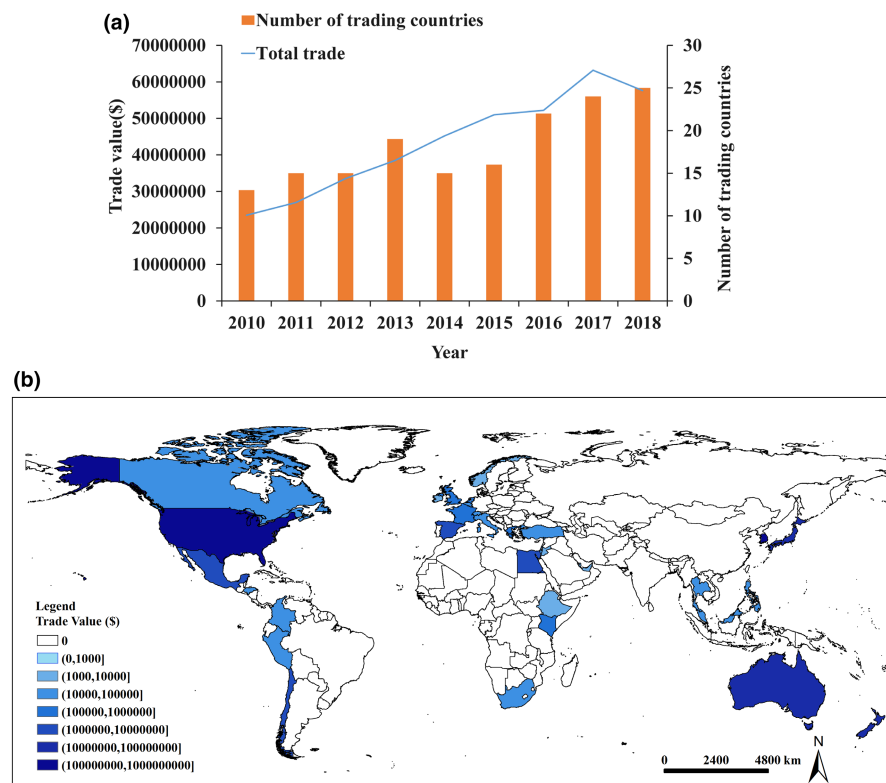 (a)
Number of trading countries
Total trade
70000000
60000000
50000000
40000000
30000000
20000000
10000000
0
Trade value($)
30
25
20
15
10
5
0
Number of trading countries
2010 2011 2012 2013 2014 2015 2016 2017 2018
Year
(b)
Legend
Trade Value ($)
0
(0,1000]
(1000,10000]
(10000,100000]
(100000,1000000]
(1000000,10000000]
(10000000,100000000]
(100000000,1000000000]
0 2400 4800 km
N